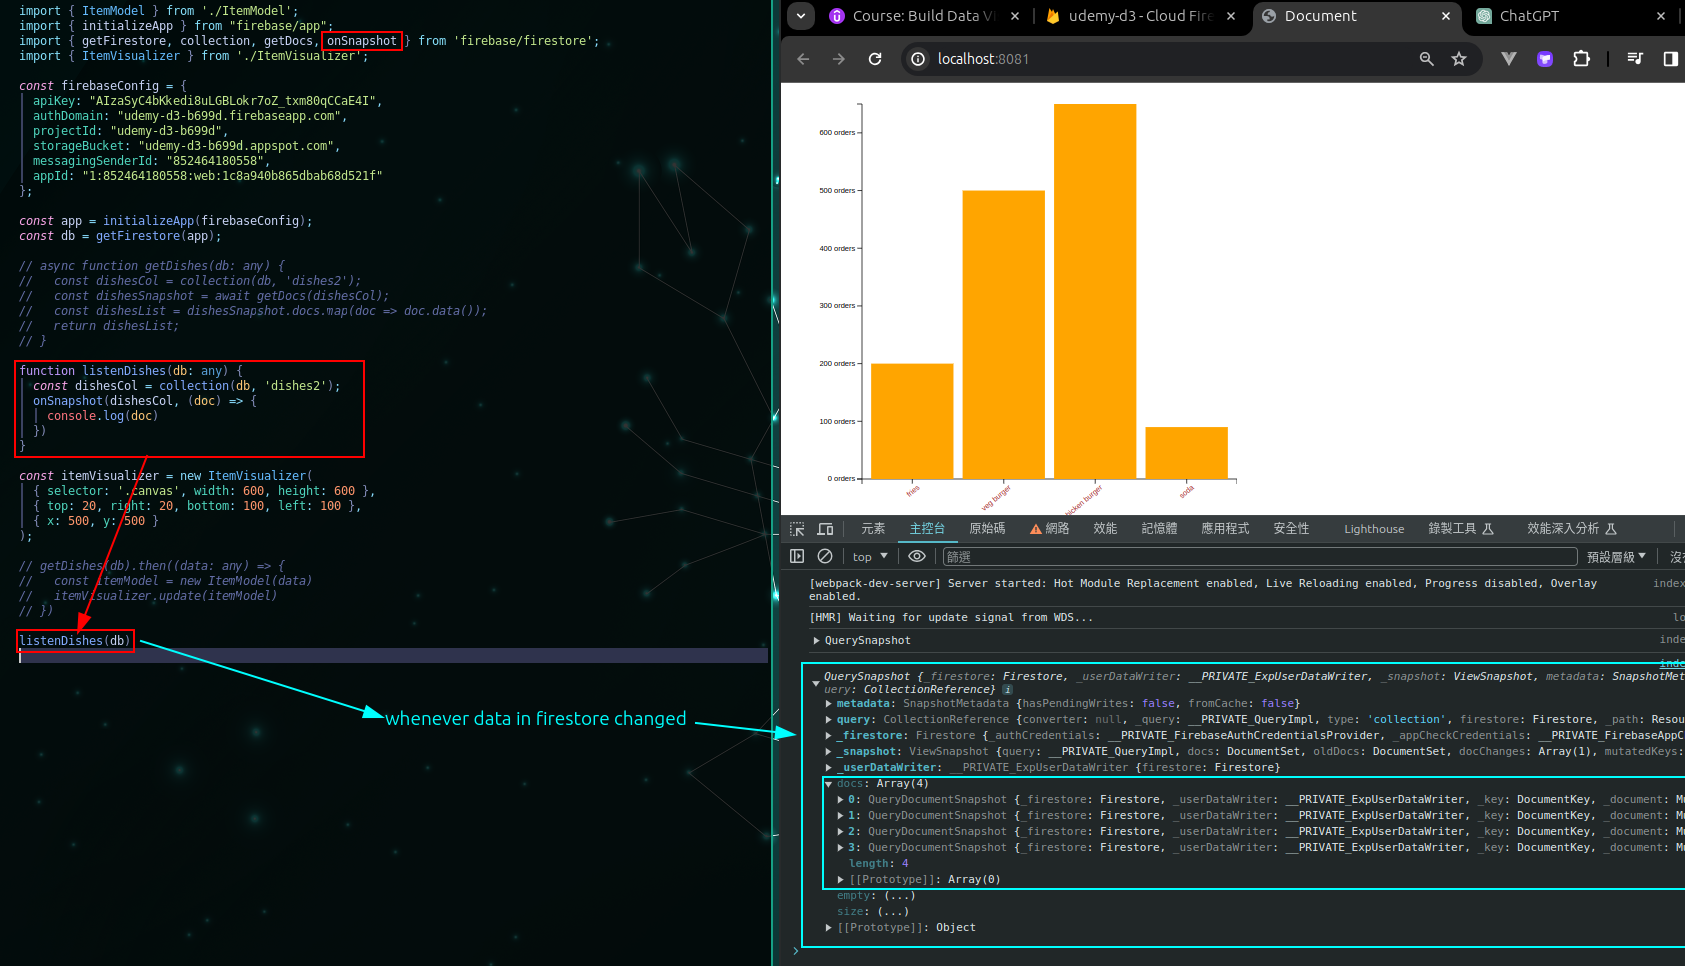 import { ItemModel } from './ItemModel';
import { initializeApp } from "firebase/app";
import { getFirestore, collection, getDocs, onSnapshot } from 'firebase/firestore';
import { ItemVisualizer } from './ItemVisualizer';
const firebaseConfig = {
apiKey: "AIzaSyC4bKkedi8uLGBLokr7oZ_txm80qCCaE4I",
authDomain: "udemy-d3-b699d.firebaseapp.com",
projectId: "udemy-d3-b699d",
storageBucket: "udemy-d3-b699d.appspot.com",
messagingSenderId: "852464180558",
appId: "1:852464180558:web:1c8a940b865dbab68d521f"
};
const app = initializeApp(firebaseConfig);
const db = getFirestore(app);
// async function getDishes(db: any) {
//   const dishesCol = collection(db, 'dishes2');
//   const dishesSnapshot = await getDocs(dishesCol);
//   const dishesList = dishesSnapshot.docs.map(doc => doc.data());
//   return dishesList;
// }
function listenDishes(db: any) {
const dishesCol = collection(db, 'dishes2');
onSnapshot(dishesCol, (doc) => {
console.log(doc)
})
}
const itemVisualizer = new ItemVisualizer(
{ selector: '.canvas', width: 600, height: 600 },
{ top: 20, right: 20, bottom: 100, left: 100 },
{ x: 500, y: 500 }
);
// getDishes(db).then((data: any) => {
//   const itemModel = new ItemModel(data)
//   itemVisualizer.update(itemModel)
// })
listenDishes(db)
whenever data in firestore changed
Course: Build Data Vi
udemy-d3 - Cloud Fire
Document
ChatGPT
localhost:8081
600 orders
500 orders
400 orders
300 orders
200 orders
100 orders
0 orders
fries
veg burger
hicken burger
soda
元素 主控台 原始碼 網路 效能 記憶體 應用程式 安全性 Lighthouse 錄製工具 效能深入分析
top 篩選 預設層級 沒
[webpack-dev-server] Server started: Hot Module Replacement enabled, Live Reloading enabled, Progress disabled, Overlay index
enabled.
[HMR] Waiting for update signal from WDS... lo
QuerySnapshot inde
inde
QuerySnapshot {_firestore: Firestore, _userDataWriter: __PRIVATE_ExpUserDataWriter, _snapshot: ViewSnapshot, metadata: SnapshotMet
uery: CollectionReference} i
metadata: SnapshotMetadata {hasPendingWrites: false, fromCache: false}
query: CollectionReference {converter: null, _query: __PRIVATE_QueryImpl, type: 'collection', firestore: Firestore, _path: Resou
_firestore: Firestore {_authCredentials: __PRIVATE_FirebaseAuthCredentialsProvider, _appCheckCredentials: __PRIVATE_FirebaseAppC
_snapshot: ViewSnapshot {query: __PRIVATE_QueryImpl, docs: DocumentSet, oldDocs: DocumentSet, docChanges: Array(1), mutatedKeys:
_userDataWriter: __PRIVATE_ExpUserDataWriter {firestore: Firestore}
docs: Array(4)
0: QueryDocumentSnapshot {_firestore: Firestore, _userDataWriter: __PRIVATE_ExpUserDataWriter, _key: DocumentKey, _document: Mu
1: QueryDocumentSnapshot {_firestore: Firestore, _userDataWriter: __PRIVATE_ExpUserDataWriter, _key: DocumentKey, _document: Mu
2: QueryDocumentSnapshot {_firestore: Firestore, _userDataWriter: __PRIVATE_ExpUserDataWriter, _key: DocumentKey, _document: Mu
3: QueryDocumentSnapshot {_firestore: Firestore, _userDataWriter: __PRIVATE_ExpUserDataWriter, _key: DocumentKey, _document: Mu
length: 4
[[Prototype]]: Array(0)
empty: (...)
size: (...)
[[Prototype]]: Object